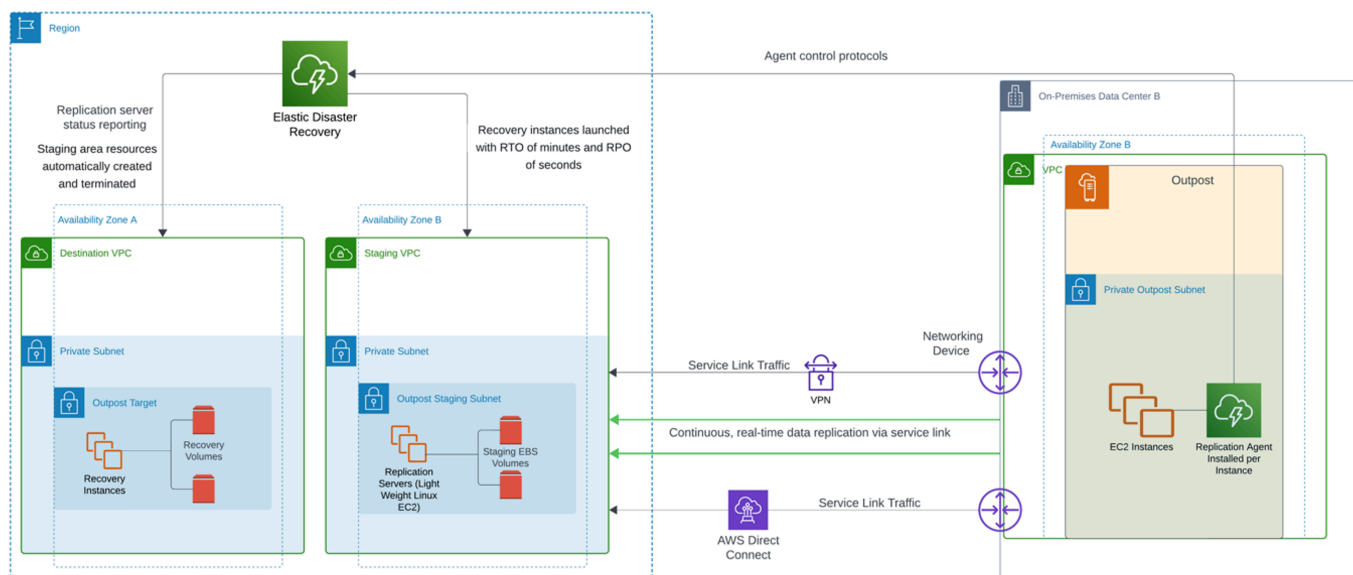 Region
Agent control protocols
On-Premises Data Center B
Elastic Disaster
Recovery
Replication server
status reporting
Staging area resources
automatically created
and terminated
Recovery instances launched
with RTO of minutes and RPO
of seconds
Availability Zone B
VPC
Outpost
Availability Zone A
Availability Zone B
Destination VPC
Staging VPC
Private Outpost Subnet
Private Subnet
Private Subnet
Networking
Device
Service Link Traffic
VPN
Outpost Target
Recovery
Volumes
Recovery
Instances
Outpost Staging Subnet
Staging EBS
Volumes
Replication
Servers (Light
Weight Linux
EC2)
Continuous, real-time data replication via service link
EC2 Instances
Replication Agent
Installed per
Instance
Service Link Traffic
AWS Direct
Connect